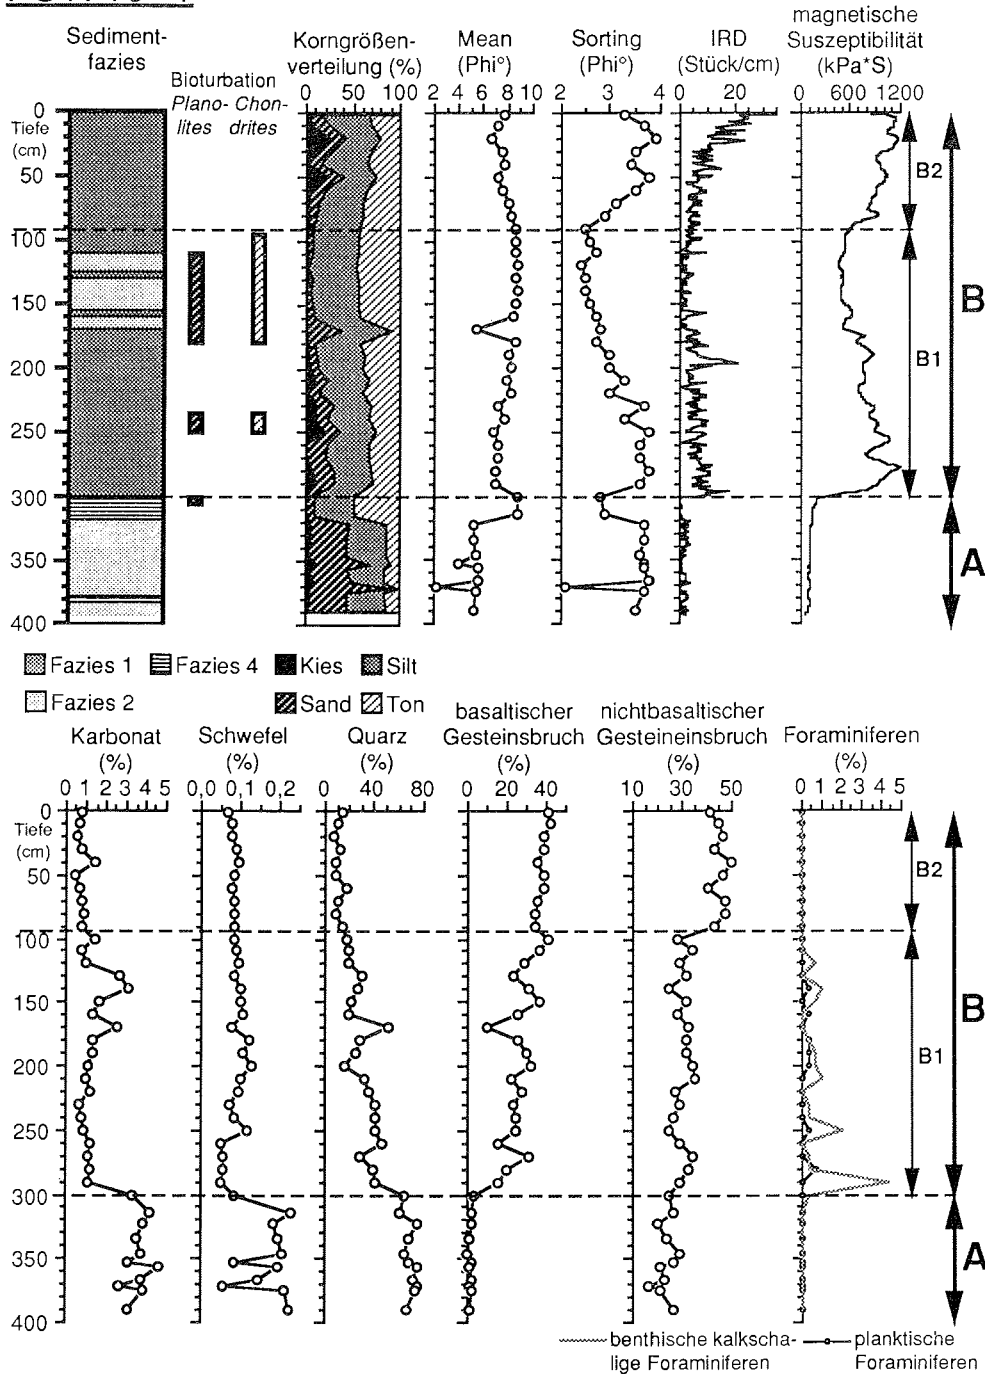 Sediment-
fazies
Bioturbation
Plano- Chon-
lites drites
Korngrößen-
verteilung (%)
0 50 100
Mean
(Phi°)
2 4 6 8 10
Sorting
(Phi°)
2 3 4
IRD
(Stück/cm)
0 20
magnetische
Suszeptibilität
(kPa*S)
0 600 1200
0
Tiefe
(cm)
50
100
150
200
250
300
350
400
B2
B1
B
A
Fazies 1 Fazies 4 Kies Silt
Fazies 2 Sand Ton
Karbonat
(%)
0 1 2 3 4 5
Schwefel
(%)
0,0 0,1 0,2
Quarz
(%)
0 40 80
basaltischer
Gesteinsbruch
(%)
0 20 40
nichtbasaltischer
Gesteineinsbruch
(%)
10 30 50
Foraminiferen
(%)
0 1 2 3 4 5
0
Tiefe
(cm)
50
100
150
200
250
300
350
400
B2
B1
B
A
benthische kalkscha-
lige Foraminiferen
planktische
Foraminiferen